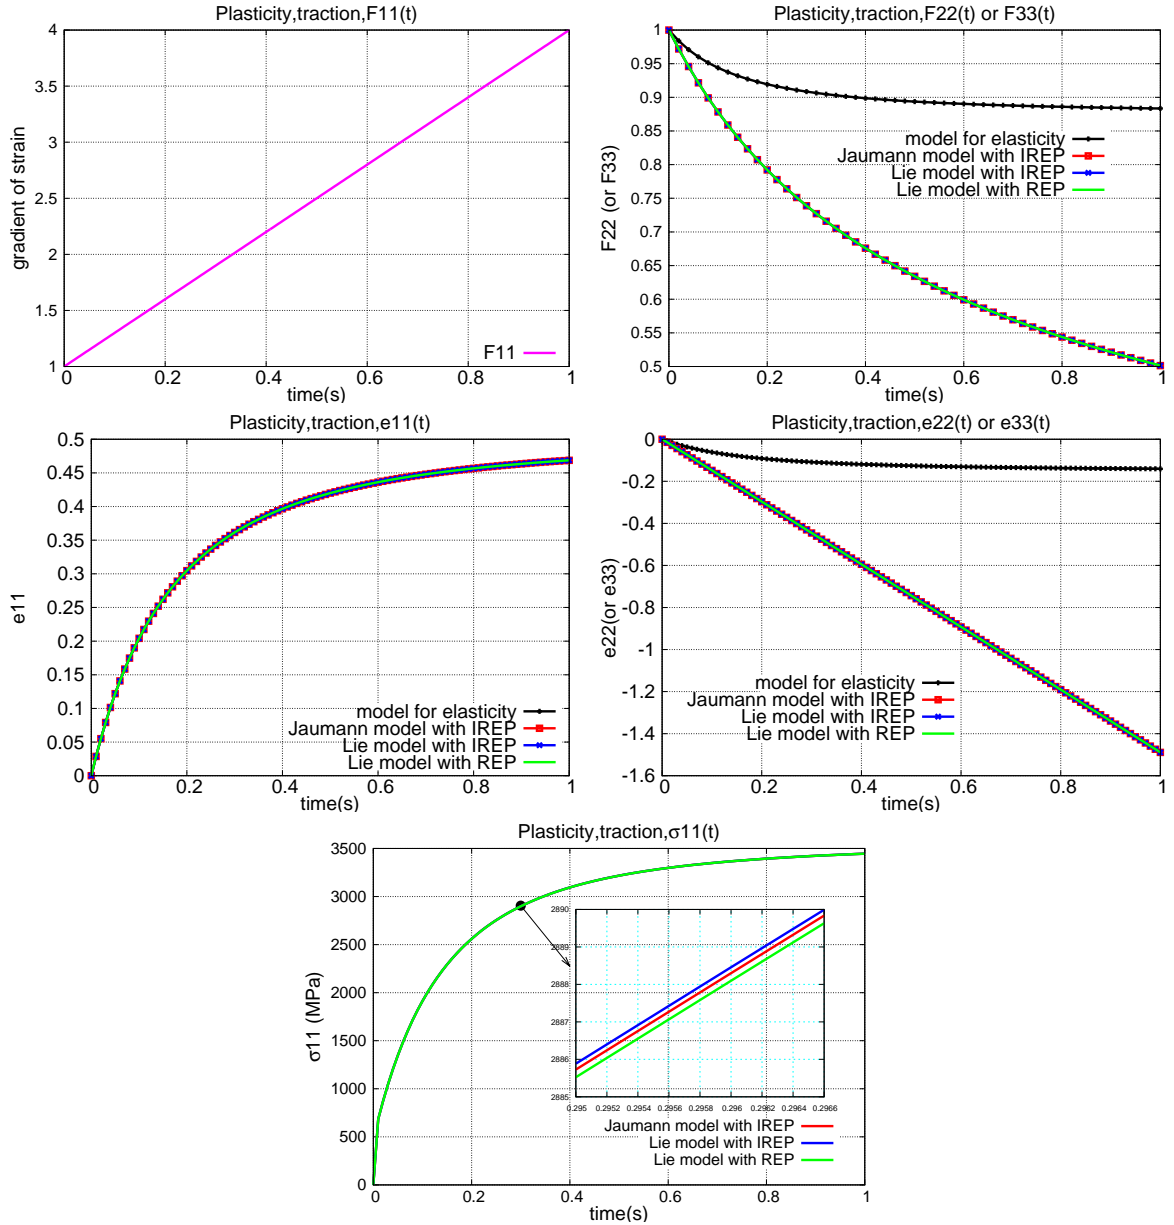 Plasticity,traction,F11(t)
4
3.5
3
2.5
2
1.5
1
gradient of strain
F11
0 0.2 0.4 0.6 0.8 1
time(s)
Plasticity,traction,F22(t) or F33(t)
1
0.95
0.9
0.85
0.8
0.75
0.7
0.65
0.6
0.55
0.5
F22 (or F33)
model for elasticity
Jaumann model with IREP
Lie model with IREP
Lie model with REP
0 0.2 0.4 0.6 0.8 1
time(s)
Plasticity,traction,e11(t)
0.5
0.45
0.4
0.35
0.3
0.25
0.2
0.15
0.1
0.05
0
e11
model for elasticity
Jaumann model with IREP
Lie model with IREP
Lie model with REP
0 0.2 0.4 0.6 0.8 1
time(s)
Plasticity,traction,e22(t) or e33(t)
0
-0.2
-0.4
-0.6
-0.8
-1
-1.2
-1.4
-1.6
e22(or e33)
model for elasticity
Jaumann model with IREP
Lie model with IREP
Lie model with REP
0 0.2 0.4 0.6 0.8 1
time(s)
Plasticity,traction,σ11(t)
3500
3000
2500
2000
1500
1000
500
0
σ11 (MPa)
2890
2889
2888
2887
2886
2885
0.295 0.2952 0.2954 0.2956 0.2958 0.296 0.2962 0.2964 0.2966
Jaumann model with IREP
Lie model with IREP
Lie model with REP
0 0.2 0.4 0.6 0.8 1
time(s)